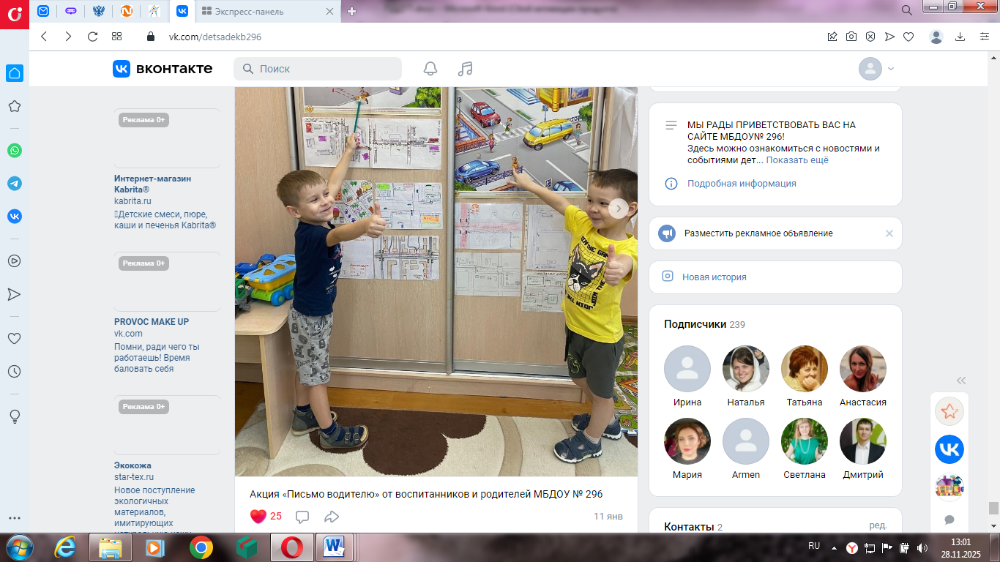 Экспресс-панель
vk.com/detsadekb296
вконтакте
Поиск
Реклама 0+
Интернет-магазин
Kabrita®
kabrita.ru
Детские смеси, пюре,
каши и печенья Kabrita®
Реклама 0+
PROVOC MAKE UP
vk.com
Помни, ради чего ты
работаешь! Время
баловать себя
Реклама 0+
Экокожа
star-tex.ru
Новое поступление
экологичных
материалов,
имитирующих
Акция «Письмо водителю» от воспитанников и родителей МБДОУ № 296
25
11 янв
МЫ РАДЫ ПРИВЕТСТВОВАТЬ ВАС НА
САЙТЕ МБДОУ№ 296!
Здесь можно ознакомиться с новостями и
событиями дет... Показать ещё
Подробная информация
Разместить рекламное объявление
Новая история
Подписчики 239
Ирина Наталья Татьяна Анастасия
Мария Armen Светлана Дмитрий
Контакты 2 ред.
RU
13:01
28.11.2025